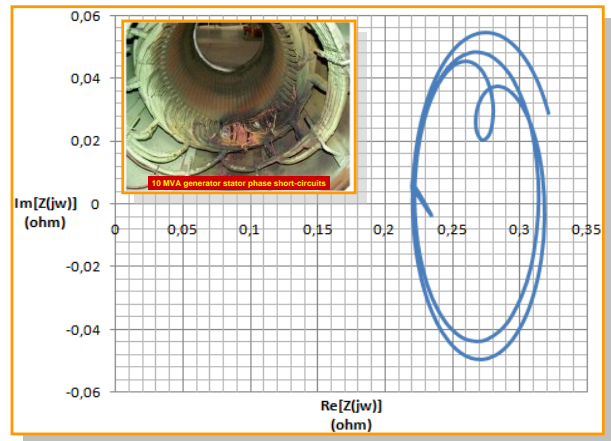 0,06
10 MVA generator stator phase short-circuits
0,04
0,02
Im[Z(jw)]
(ohm)
0
0 0,05 0,1 0,15 0,2 0,25 0,3 0,35
-0,02
-0,04
-0,06
Re[Z(jw)]
(ohm)